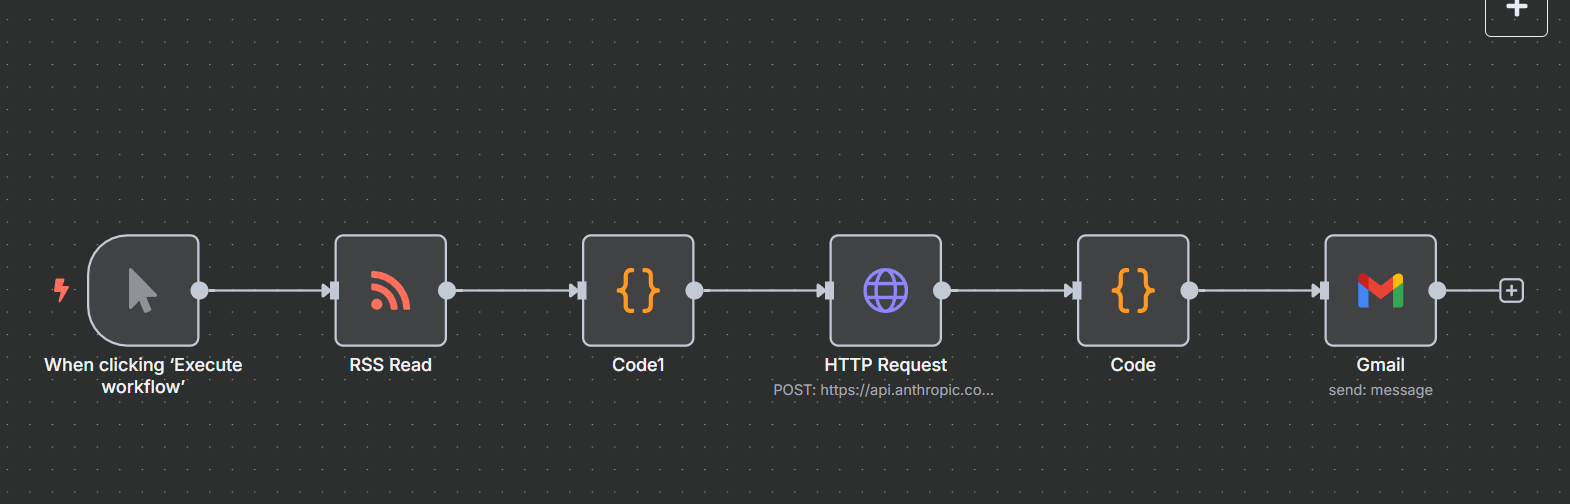 When clicking ‘Execute
workflow’
RSS Read
Code1
HTTP Request
POST: https://api.anthropic.co...
Code
Gmail
send: message